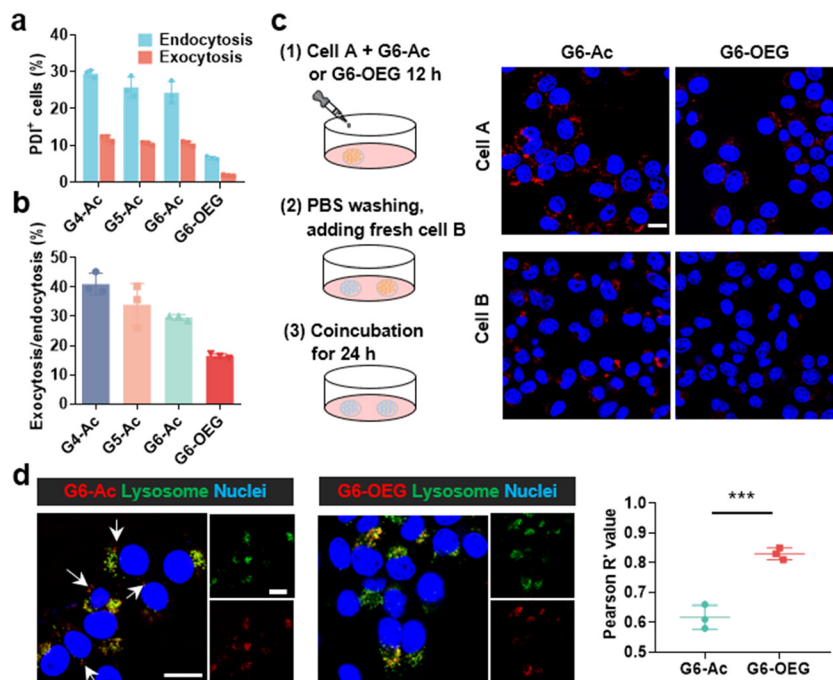 a
Endocytosis
Exocytosis
PDI⁺ cells (%)
40
30
20
10
0
G4-Ac
G5-Ac
G6-Ac
G6-OEG
b
Exocytosis/endocytosis (%)
50
40
30
20
10
0
G4-Ac
G5-Ac
G6-Ac
G6-OEG
c
(1) Cell A + G6-Ac
or G6-OEG 12 h
(2) PBS washing,
adding fresh cell B
(3) Coincubation
for 24 h
G6-Ac
G6-OEG
Cell A
Cell B
d
G6-Ac Lysosome Nuclei
G6-OEG Lysosome Nuclei
Pearson R' value
1.0
0.9
0.8
0.7
0.6
0.5
***
G6-Ac
G6-OEG